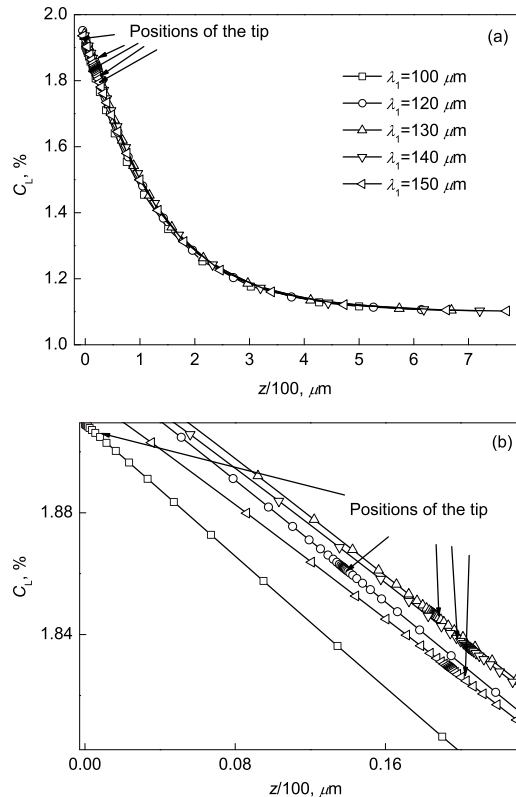 Positions of the tip
(a)
λ1=100 μm
λ1=120 μm
λ1=130 μm
λ1=140 μm
λ1=150 μm
2.0
1.8
1.6
1.4
1.2
1.0
CL, %
0 1 2 3 4 5 6 7
z/100, μm
(b)
Positions of the tip
1.88
1.84
CL, %
0.00 0.08 0.16
z/100, μm